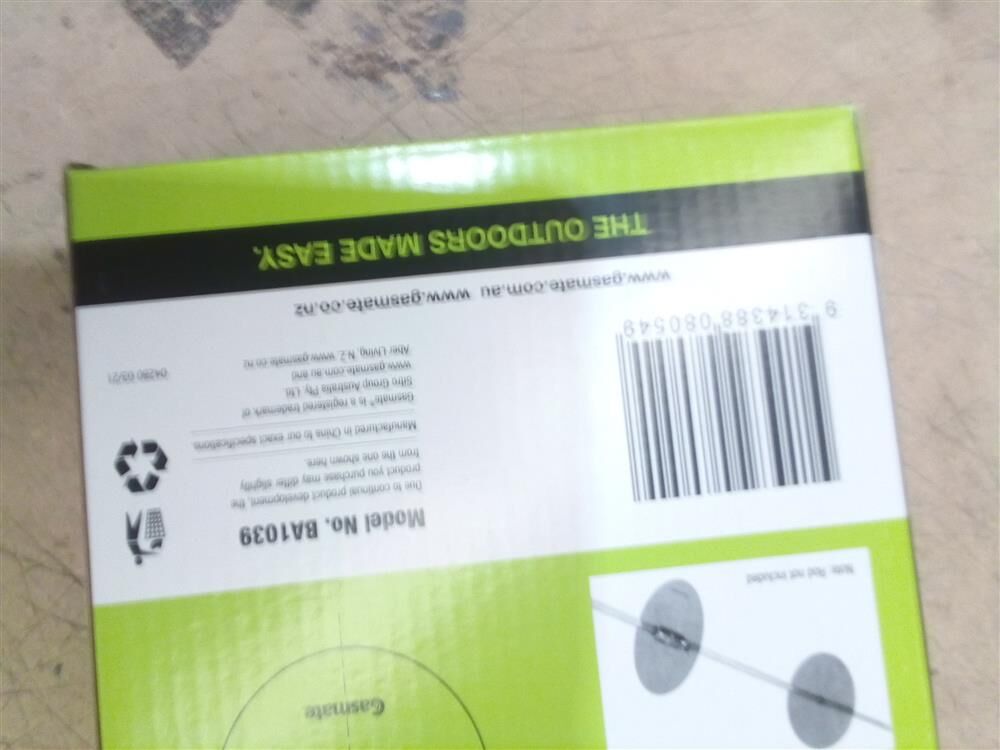 Gasmate
Note: Rod not included
Model No. BA1039
Due to continual product development, the
product you purchase may differ slightly
from the one shown here.
Manufactured in China to our exact specifications.
Gasmate® is a registered trademark of
Sitro Group Australia Pty. Ltd.
www.gasmate.com.au and
Aber Living, N.Z. www.gasmate.co.nz
04280 03/21
9 314388 080549
www.gasmate.com.au www.gasmate.co.nz
THE OUTDOORS MADE EASY.